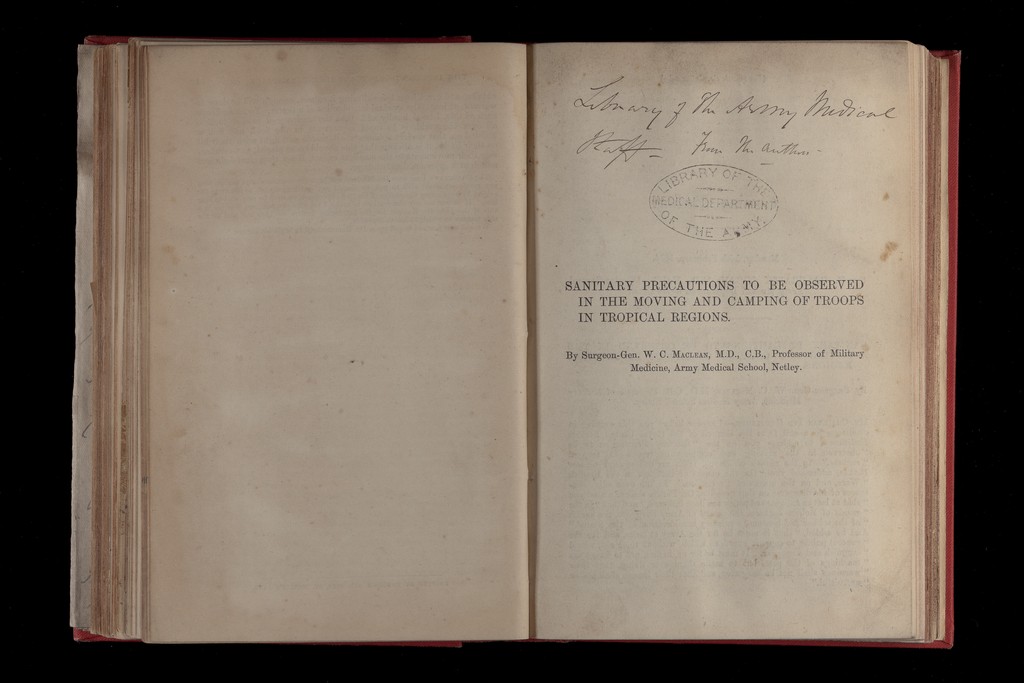 Library of The Army Medical
Staff - From the author -
LIBRARY OF THE
MEDICAL DEPARTMENT
OF THE ARMY.
SANITARY PRECAUTIONS TO BE OBSERVED
IN THE MOVING AND CAMPING OF TROOPS
IN TROPICAL REGIONS.
By Surgeon-Gen. W. C. MACLEAN, M.D., C.B., Professor of Military
Medicine, Army Medical School, Netley.